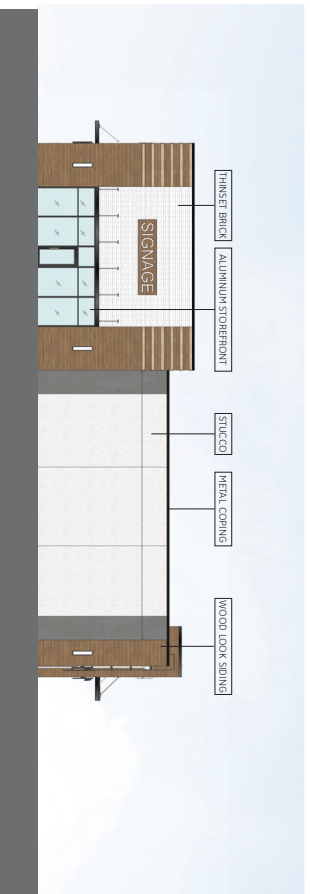 THINSET BRICK
ALUMINUM STOREFRONT
STUCCO
METAL COPING
WOOD LOOK SIDING
SIGNAGE